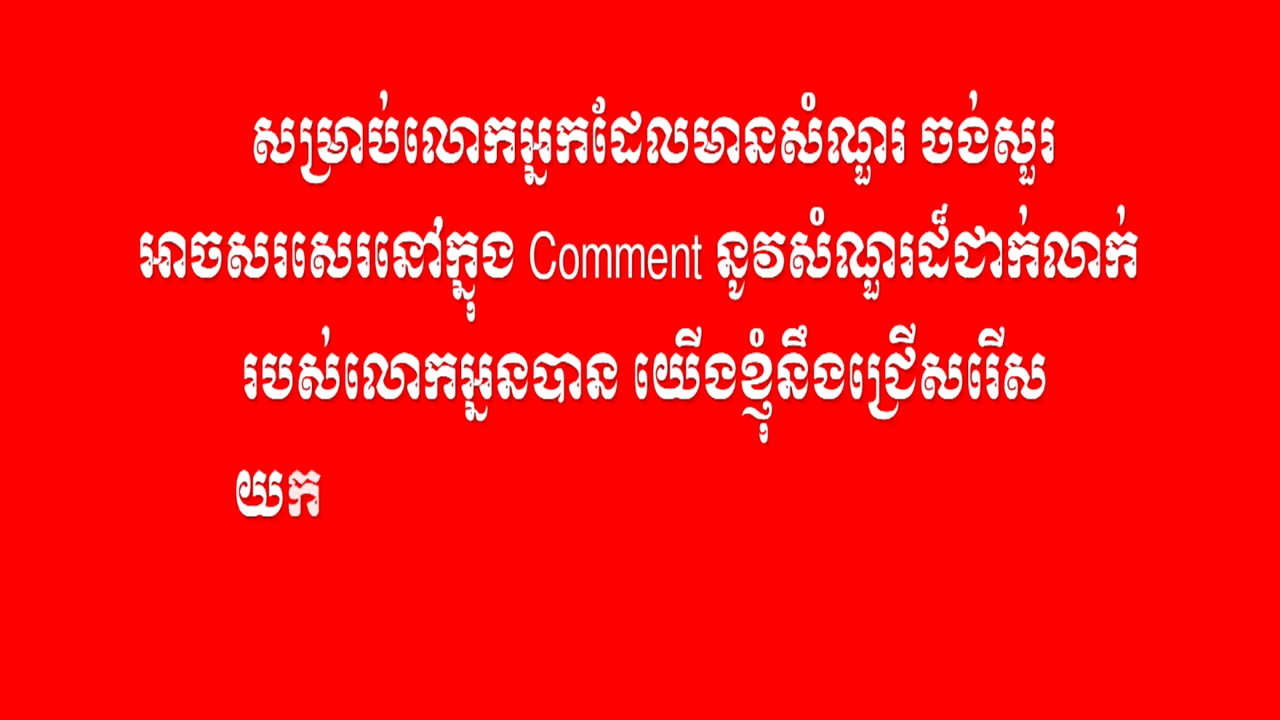 សម្រាប់លោកអ្នកដែលមានសំណួរ ចង់សួរ
អាចសរសេរនៅក្នុង Comment នូវសំណួរដ៏ជាក់លាក់
របស់លោកអ្ននបាន យើងខ្ញុំនឹងជ្រើសរើស
យក